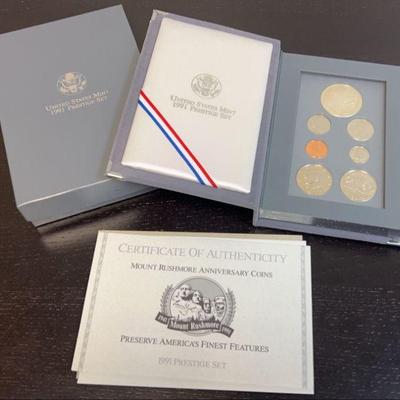 United States Mint
1991 Prestige Set
United States Mint
1991 Prestige Set
Certificate Of Authenticity
Mount Rushmore Anniversary Coins
1941 Mount Rushmore 1991
Preserve America's Finest Features
1991 Prestige Set